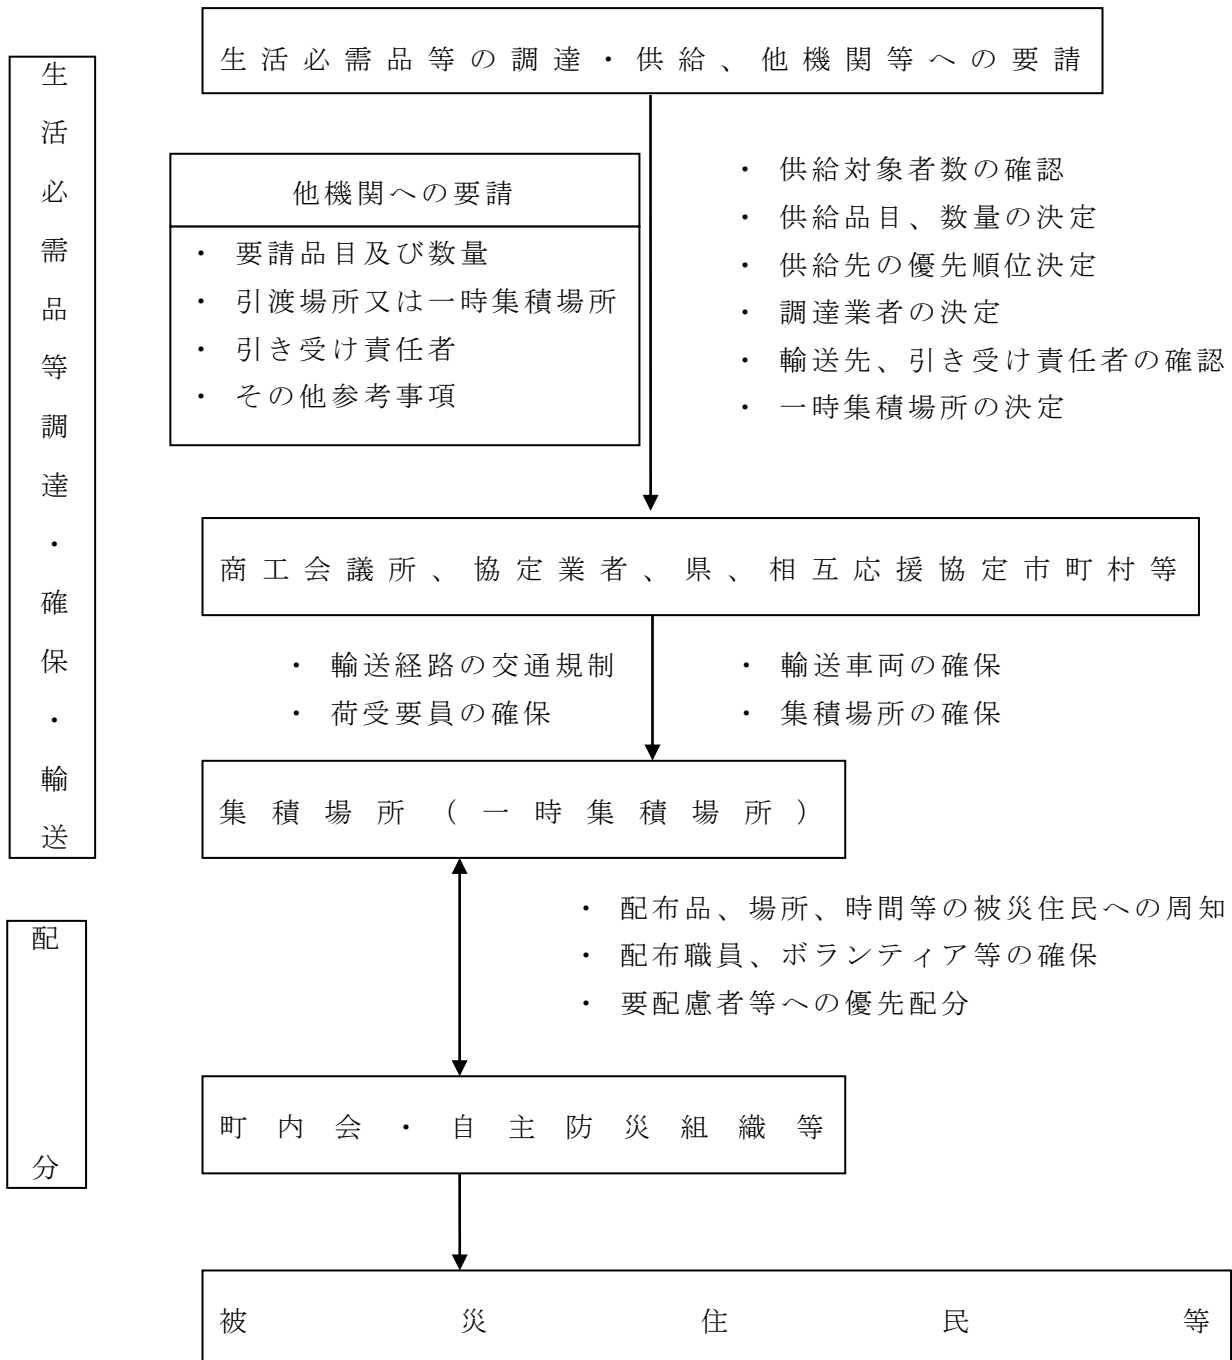 生活必需品等の調達・供給、他機関等への要請
生活必需品等調達・確保・輸送
他機関への要請
・ 要請品目及び数量
・ 引渡場所又は一時集積場所
・ 引き受け責任者
・ その他参考事項
・ 供給対象者数の確認
・ 供給品目、数量の決定
・ 供給先の優先順位決定
・ 調達業者の決定
・ 輸送先、引き受け責任者の確認
・ 一時集積場所の決定
商工会議所、協定業者、県、相互応援協定市町村等
・ 輸送経路の交通規制
・ 荷受要員の確保
・ 輸送車両の確保
・ 集積場所の確保
集積場所(一時集積場所)
配分
・ 配布品、場所、時間等の被災住民への周知
・ 配布職員、ボランティア等の確保
・ 要配慮者等への優先配分
町内会・自主防災組織等
被災住民等